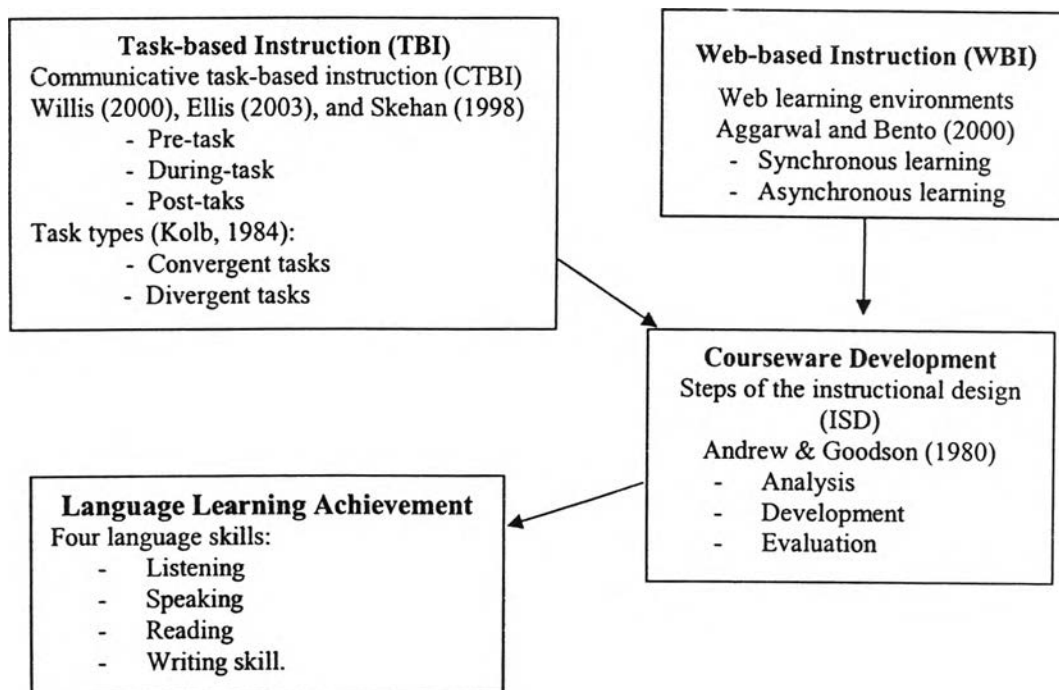 Task-based Instruction (TBI)
Communicative task-based instruction (CTBI)
Willis (2000), Ellis (2003), and Skehan (1998)
- Pre-task
- During-task
- Post-taks
Task types (Kolb, 1984):
- Convergent tasks
- Divergent tasks
Web-based Instruction (WBI)
Web learning environments
Aggarwal and Bento (2000)
- Synchronous learning
- Asynchronous learning
Courseware Development
Steps of the instructional design
(ISD)
Andrew & Goodson (1980)
- Analysis
- Development
- Evaluation
Language Learning Achievement
Four language skills:
- Listening
- Speaking
- Reading
- Writing skill.